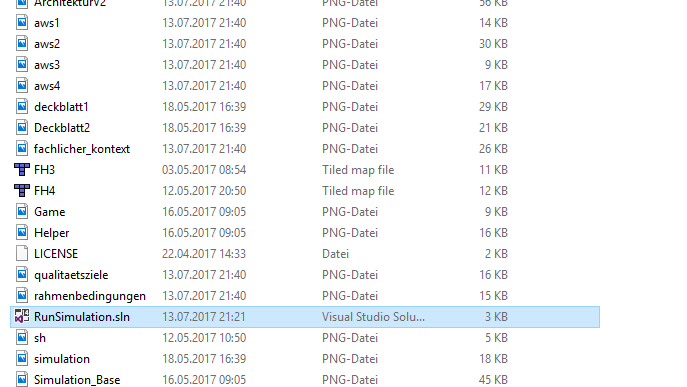 ArchitekturV2 13.07.2017 21:40 PNG-Datei 56 KB
aws1 13.07.2017 21:40 PNG-Datei 14 KB
aws2 13.07.2017 21:40 PNG-Datei 30 KB
aws3 13.07.2017 21:40 PNG-Datei 9 KB
aws4 13.07.2017 21:40 PNG-Datei 17 KB
deckblatt1 18.05.2017 16:39 PNG-Datei 29 KB
Deckblatt2 18.05.2017 16:39 PNG-Datei 21 KB
fachlicher_kontext 13.07.2017 21:40 PNG-Datei 26 KB
FH3 03.05.2017 08:54 Tiled map file 11 KB
FH4 12.05.2017 20:50 Tiled map file 12 KB
Game 16.05.2017 09:05 PNG-Datei 9 KB
Helper 16.05.2017 09:05 PNG-Datei 16 KB
LICENSE 22.04.2017 14:33 Datei 2 KB
qualitaetsziele 13.07.2017 21:40 PNG-Datei 16 KB
rahmenbedingungen 13.07.2017 21:40 PNG-Datei 15 KB
RunSimulation.sln 13.07.2017 21:21 Visual Studio Solu... 3 KB
sh 12.05.2017 10:50 PNG-Datei 5 KB
simulation 18.05.2017 16:39 PNG-Datei 18 KB
Simulation_Base 16.05.2017 09:05 PNG-Datei 45 KB